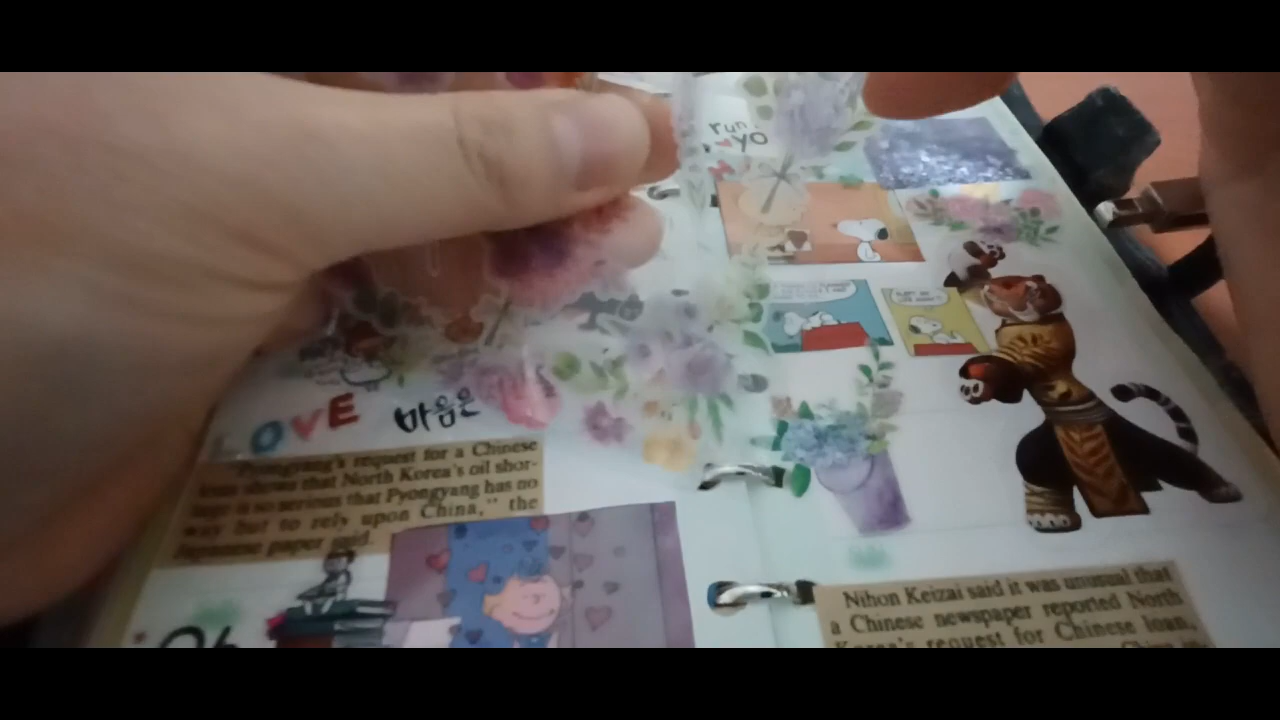 run.
YO
OVE
마음은
"Pyongyang's request for a Chinese
loan shows that North Korea's oil shor-
tage is so serious that Pyongyang has no
way but to rely upon China," the
Japanese paper said.
Oh
Nihon Keizai said it was unusual that
a Chinese newspaper reported North
Korea's request for Chinese loan,